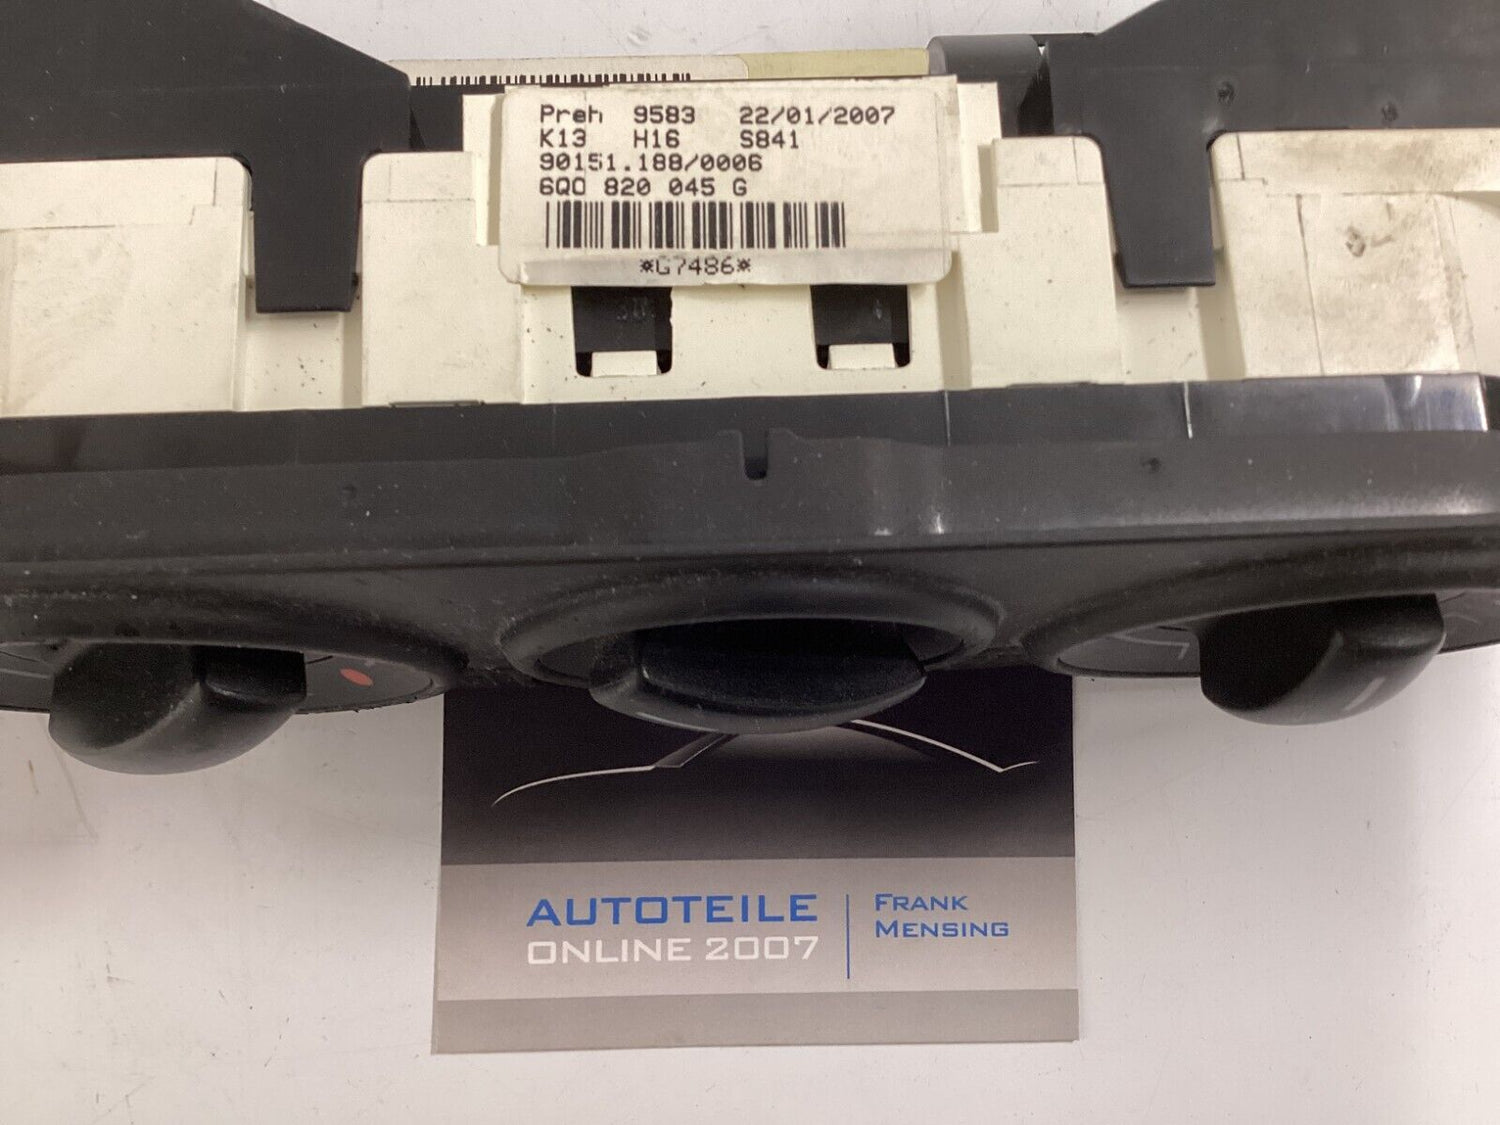 Preh 9583 22/01/2007
K13 H16 S841
90151.188/0006
6Q0 820 045 G
*G7486*
AUTOTEILE
ONLINE 2007
FRANK
MENSING